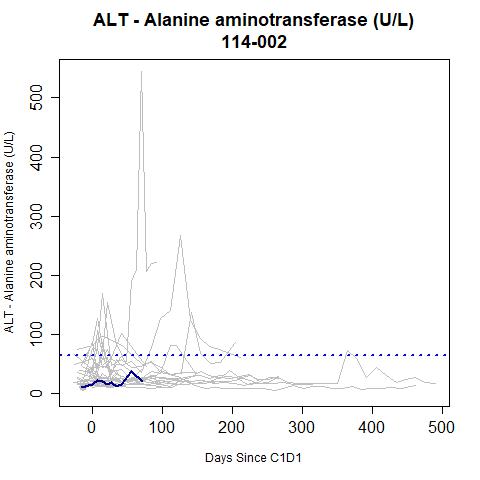 ALT - Alanine aminotransferase (U/L)
114-002
ALT - Alanine aminotransferase (U/L)
500
400
300
200
100
0
0 100 200 300 400 500
Days Since C1D1